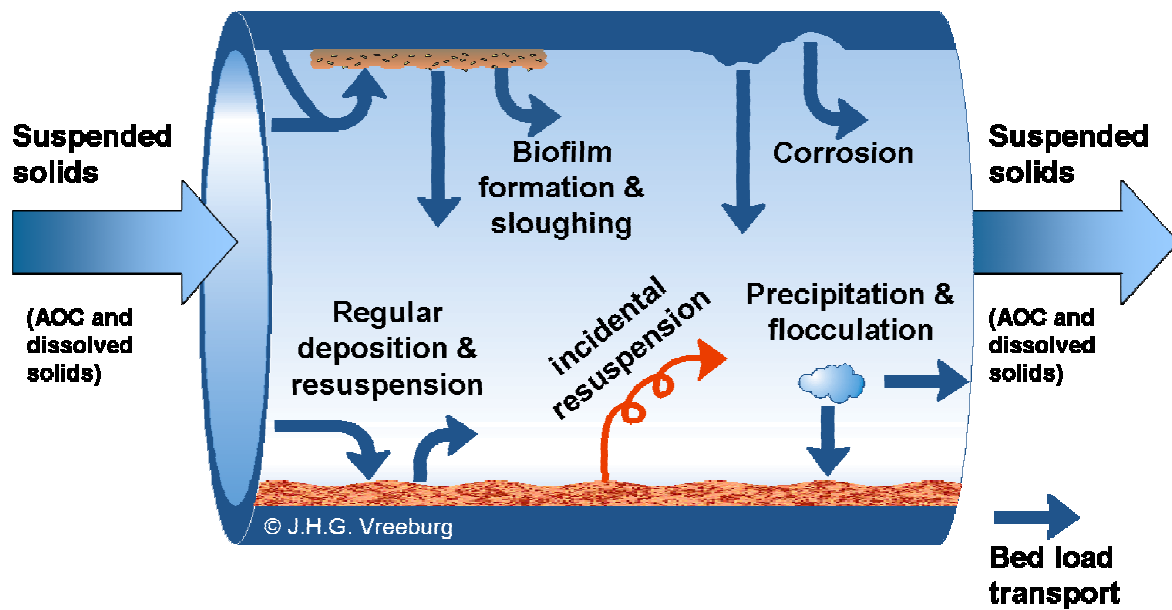 Suspended
solids
(AOC and
dissolved
solids)
Biofilm
formation &
sloughing
Corrosion
Regular
deposition &
resuspension
incidental
resuspension
Precipitation &
flocculation
Suspended
solids
(AOC and
dissolved
solids)
© J.H.G. Vreeburg
Bed load
transport